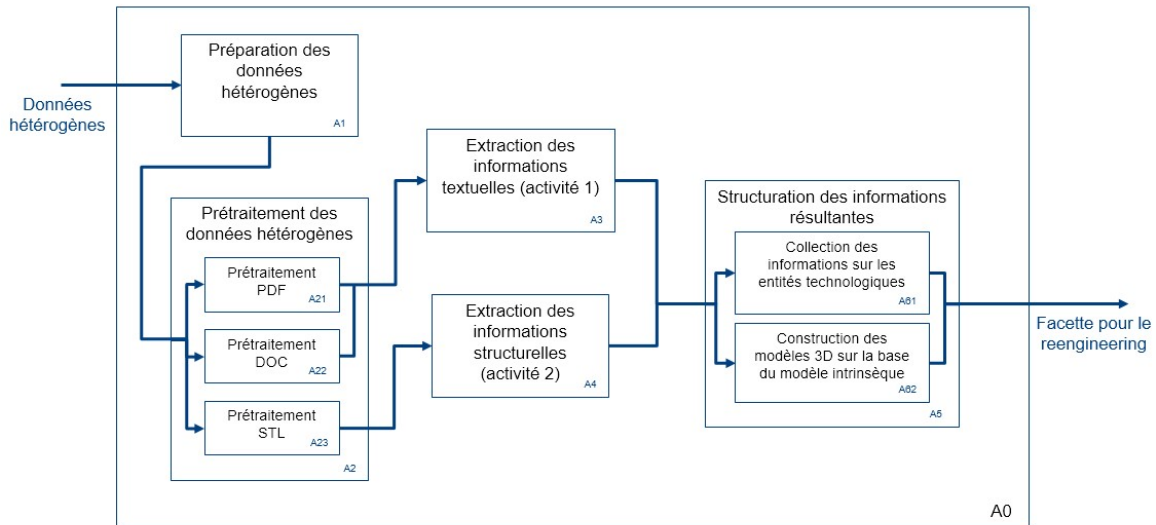 Données
hétérogènes
Préparation des
données
hétérogènes
A1
Prétraitement des
données hétérogènes
Prétraitement
PDF
A21
Prétraitement
DOC
A22
Prétraitement
STL
A23
A2
Extraction des
informations
textuelles (activité 1)
A3
Extraction des
informations
structurelles
(activité 2)
A4
Structuration des informations
résultantes
Collection des
informations sur les
entités technologiques
A61
Construction des
modèles 3D sur la base
du modèle intrinsèque
A62
A5
Facette pour le
reengineering
A0